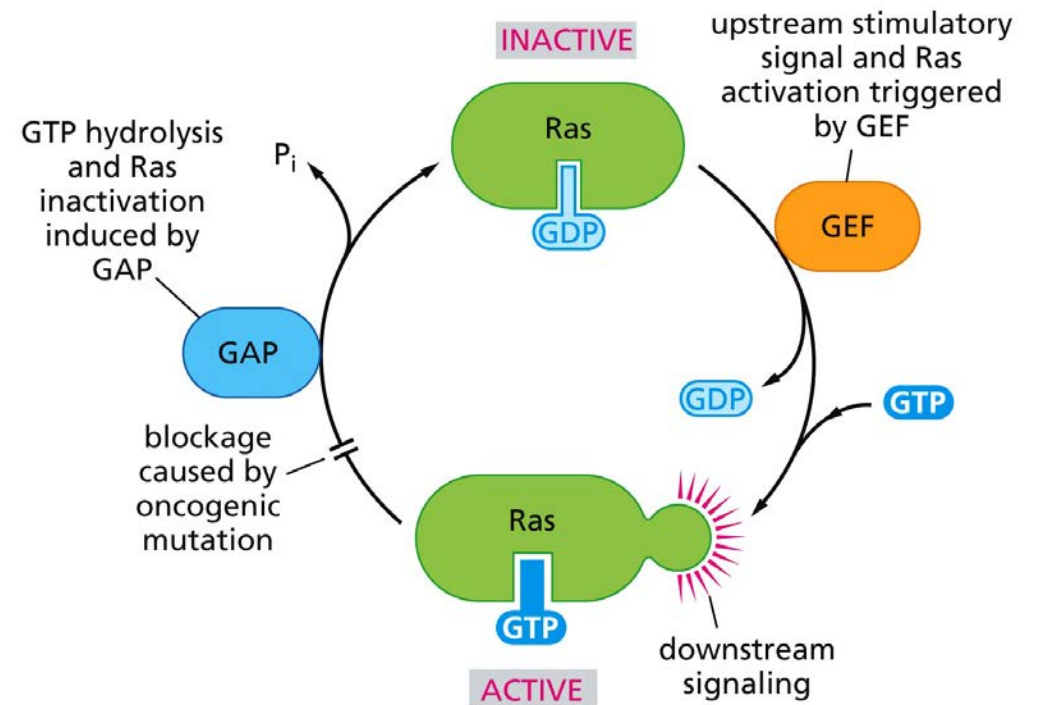 INACTIVE
upstream stimulatory
signal and Ras
activation triggered
by GEF
GTP hydrolysis
and Ras
inactivation
induced by
GAP
Pi
Ras
GDP
GEF
GAP
GDP
GTP
blockage
caused by
oncogenic
mutation
Ras
GTP
downstream
signaling
ACTIVE